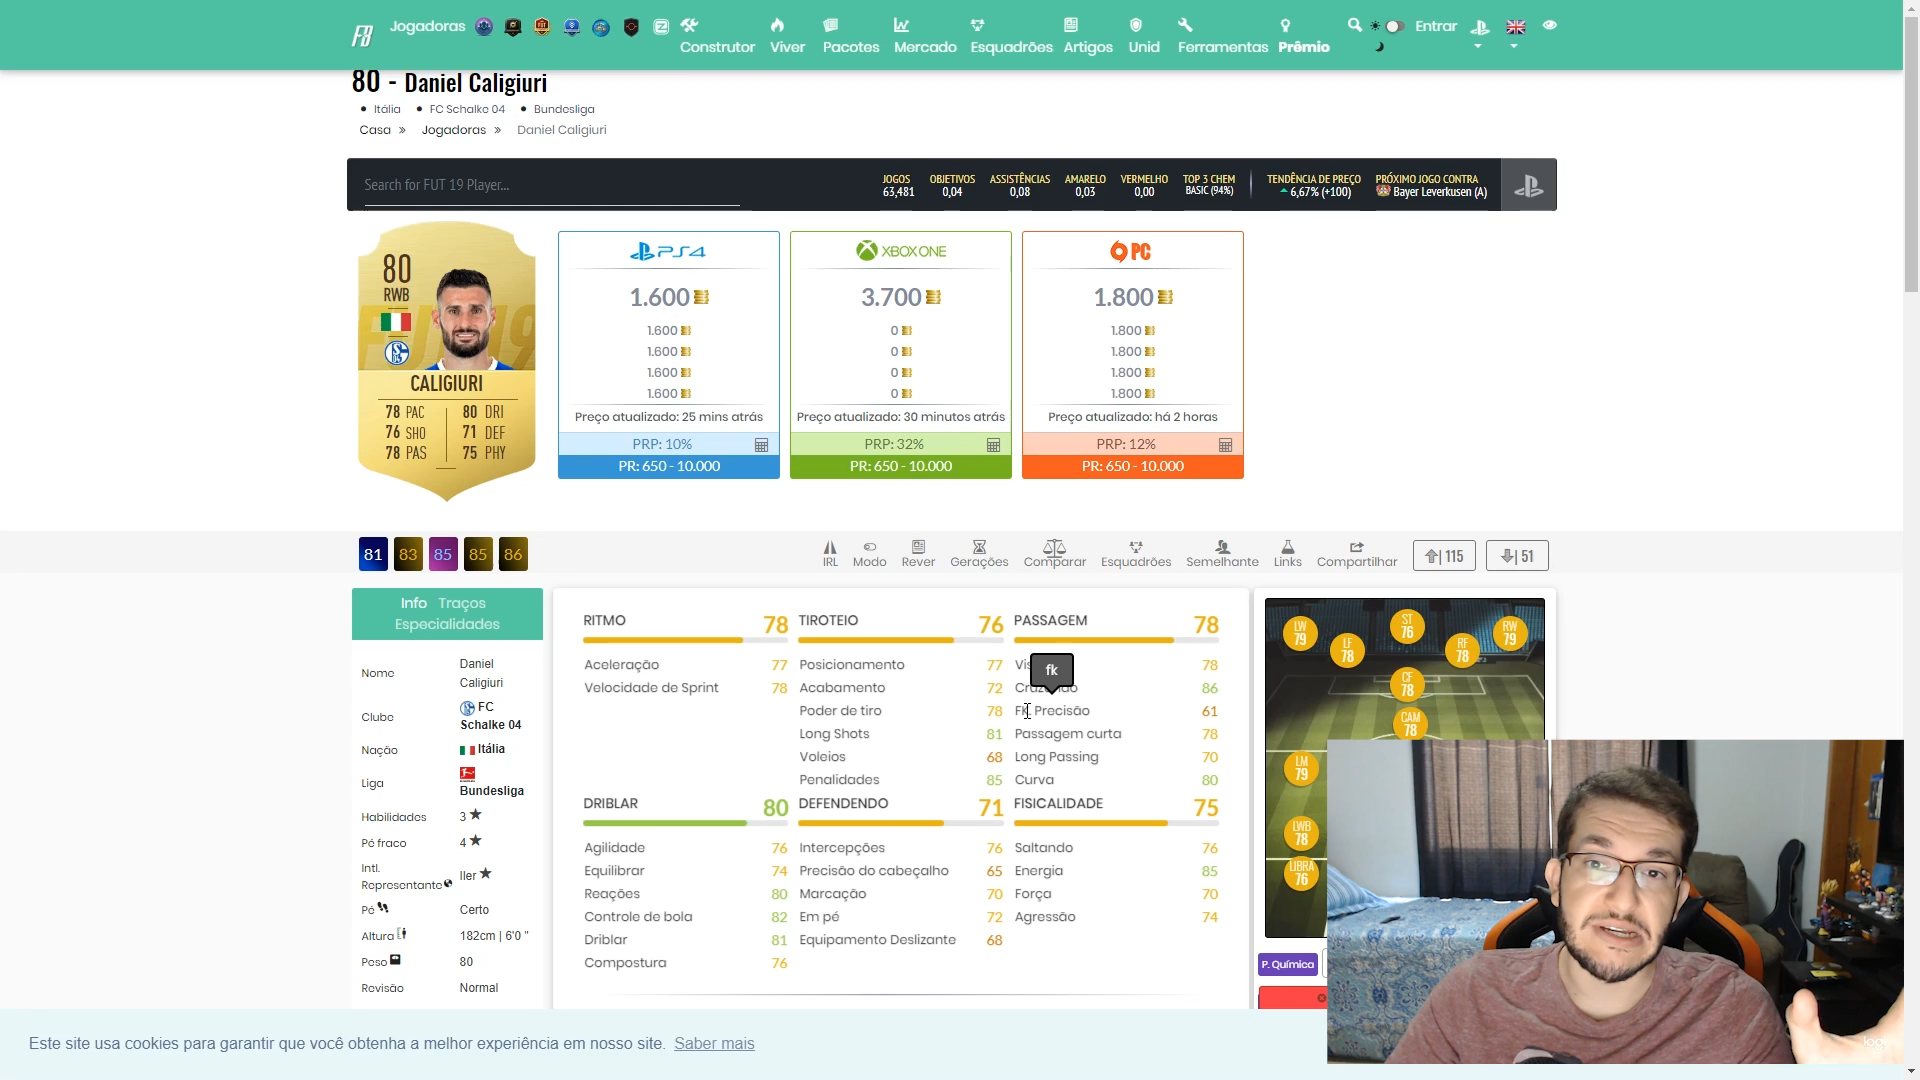 FB
Jogadoras
Construtor
Viver
Pacotes
Mercado
Esquadrões
Artigos
Unid
Ferramentas
Prêmio
Entrar
80 - Daniel Caligiuri
Itália
FC Schalke 04
Bundesliga
Casa »
Jogadoras »
Daniel Caligiuri
Search for FUT 19 Player...
JOGOS
63,481
OBJETIVOS
0,04
ASSISTÊNCIAS
0,08
AMARELO
0,03
VERMELHO
0,00
TOP 3 CHEM
BASIC (94%)
TENDÊNCIA DE PREÇO
6,67% (+100)
PRÓXIMO JOGO CONTRA
Bayer Leverkusen (A)
80
RWB
FUT19
CALIGIURI
78 PAC
80 DRI
76 SHO
71 DEF
78 PAS
75 PHY
PS4
1.600
1.600
1.600
1.600
1.600
Preço atualizado: 25 mins atrás
PRP: 10%
PR: 650 - 10.000
XBOX ONE
3.700
0
0
0
0
Preço atualizado: 30 minutos atrás
PRP: 32%
PR: 650 - 10.000
PC
1.800
1.800
1.800
1.800
1.800
Preço atualizado: há 2 horas
PRP: 12%
PR: 650 - 10.000
81
83
85
85
86
IRL
Modo
Rever
Gerações
Comparar
Esquadrões
Semelhante
Links
Compartilhar
| 115
| 51
Info Traços
Especialidades
Nome
Daniel
Caligiuri
Clube
FC
Schalke 04
Nação
Itália
Liga
Bundesliga
Habilidades
3
Pé fraco
4
Intl.
Representante
Iler
Pé
Certo
Altura
182cm | 6'0 "
Peso
80
Revisão
Normal
RITMO 78
Aceleração 77
Velocidade de Sprint 78
TIROTEIO 76
Posicionamento 77
Acabamento 72
Poder de tiro 78
Long Shots 81
Voleios 68
Penalidades 85
PASSAGEM 78
78
fk
86
FK. Precisão 61
Passagem curta 78
Long Passing 70
Curva 80
DRIBLAR 80
Agilidade 76
Equilibrar 74
Reações 80
Controle de bola 82
Driblar 81
Compostura 76
DEFENDENDO 71
Intercepções 76
Precisão do cabeçalho 65
Marcação 70
Em pé 72
Equipamento Deslizante 68
FISICALIDADE 75
Saltando 76
Energia 85
Força 70
Agressão 74
LW
79
LF
78
ST
76
RF
78
RW
79
CF
78
CAM
78
LM
79
LWB
78
LIBRA
76
P. Química
Este site usa cookies para garantir que você obtenha a melhor experiência em nosso site. Saber mais